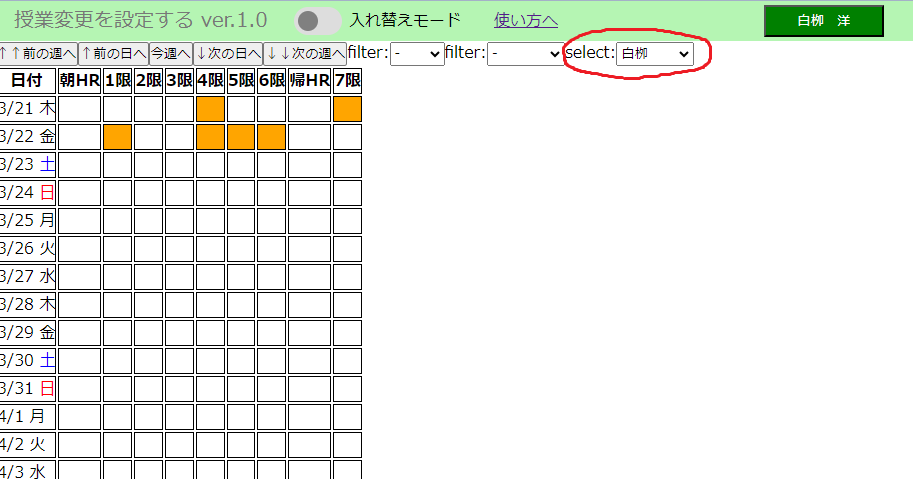 授業変更を設定する ver.1.0 入れ替えモード 使い方へ 白栁 洋
↑↑前の週へ ↑前の日へ 今週へ ↓次の日へ ↓↓次の週へ filter: - filter: - select: 白栁
日付 朝HR 1限 2限 3限 4限 5限 6限 帰HR 7限
3/21 木
3/22 金
3/23 土
3/24 日
3/25 月
3/26 火
3/27 水
3/28 木
3/29 金
3/30 土
3/31 日
4/1 月
4/2 火
4/3 水